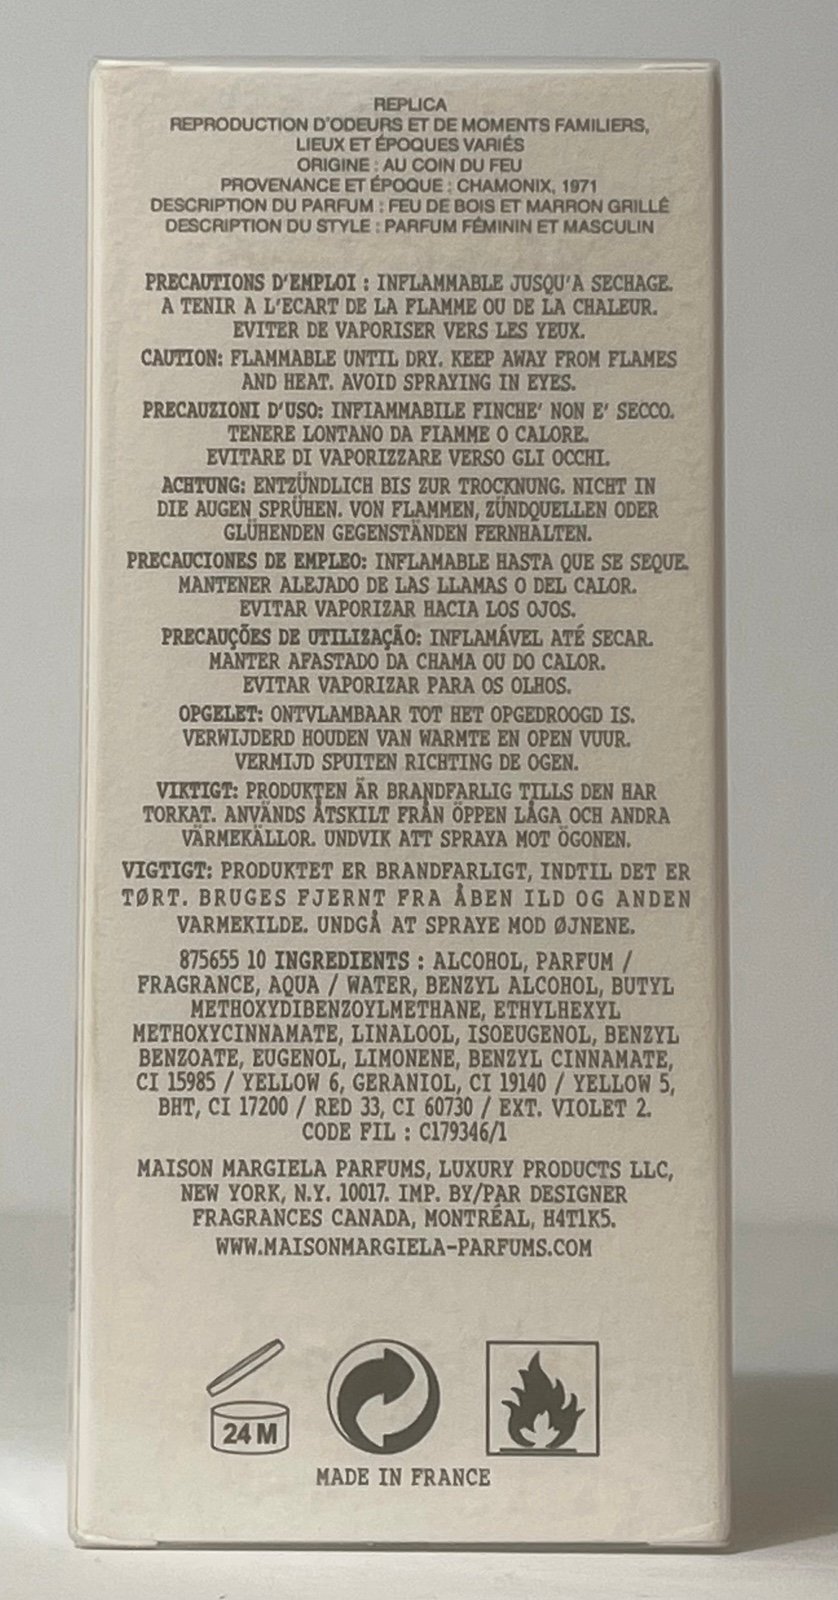 REPLICA
REPRODUCTION D'ODEURS ET DE MOMENTS FAMILIERS,
LIEUX ET ÉPOQUES VARIÉS
ORIGINE : AU COIN DU FEU
PROVENANCE ET ÉPOQUE : CHAMONIX, 1971
DESCRIPTION DU PARFUM : FEU DE BOIS ET MARRON GRILLÉ
DESCRIPTION DU STYLE : PARFUM FÉMININ ET MASCULIN
PRECAUTIONS D'EMPLOI : INFLAMMABLE JUSQU'A SECHAGE.
A TENIR A L'ECART DE LA FLAMME OU DE LA CHALEUR.
EVITER DE VAPORISER VERS LES YEUX.
CAUTION: FLAMMABLE UNTIL DRY. KEEP AWAY FROM FLAMES
AND HEAT. AVOID SPRAYING IN EYES.
PRECAUZIONI D'USO: INFIAMMABILE FINCHE' NON E' SECCO.
TENERE LONTANO DA FIAMME O CALORE.
EVITARE DI VAPORIZZARE VERSO GLI OCCHI.
ACHTUNG: ENTZÜNDLICH BIS ZUR TROCKNUNG. NICHT IN
DIE AUGEN SPRÜHEN. VON FLAMMEN, ZÜNDQUELLEN ODER
GLÜHENDEN GEGENSTÄNDEN FERNHALTEN.
PRECAUCIONES DE EMPLEO: INFLAMABLE HASTA QUE SE SEQUE.
MANTENER ALEJADO DE LAS LLAMAS O DEL CALOR.
EVITAR VAPORIZAR HACIA LOS OJOS.
PRECAUÇÕES DE UTILIZAÇÃO: INFLAMÁVEL ATÉ SECAR.
MANTER AFASTADO DA CHAMA OU DO CALOR.
EVITAR VAPORIZAR PARA OS OLHOS.
OPGELET: ONTVLAMBAAR TOT HET OPGEDROOGD IS.
VERWIJDERD HOUDEN VAN WARMTE EN OPEN VUUR.
VERMIJD SPUITEN RICHTING DE OGEN.
VIKTIGT: PRODUKTEN ÄR BRANDFARLIG TILLS DEN HAR
TORKAT. ANVÄNDS ÅTSKILT FRÅN ÖPPEN LÅGA OCH ANDRA
VÄRMEKÄLLOR. UNDVIK ATT SPRAYA MOT ÖGONEN.
VIGTIGT: PRODUKTET ER BRANDFARLIGT, INDTIL DET ER
TØRT. BRUGES FJERNT FRA ÅBEN ILD OG ANDEN
VARMEKILDE. UNDGÅ AT SPRAYE MOD ØJNENE.
875655 10 INGREDIENTS : ALCOHOL, PARFUM /
FRAGRANCE, AQUA / WATER, BENZYL ALCOHOL, BUTYL
METHOXYDIBENZOYLMETHANE, ETHYLHEXYL
METHOXYCINNAMATE, LINALOOL, ISOEUGENOL, BENZYL
BENZOATE, EUGENOL, LIMONENE, BENZYL CINNAMATE,
CI 15985 / YELLOW 6, GERANIOL, CI 19140 / YELLOW 5,
BHT, CI 17200 / RED 33, CI 60730 / EXT. VIOLET 2.
CODE FIL : C179346/1
MAISON MARGIELA PARFUMS, LUXURY PRODUCTS LLC,
NEW YORK, N.Y. 10017. IMP. BY/PAR DESIGNER
FRAGRANCES CANADA, MONTRÉAL, H4T1K5.
WWW.MAISONMARGIELA-PARFUMS.COM
24 M
MADE IN FRANCE